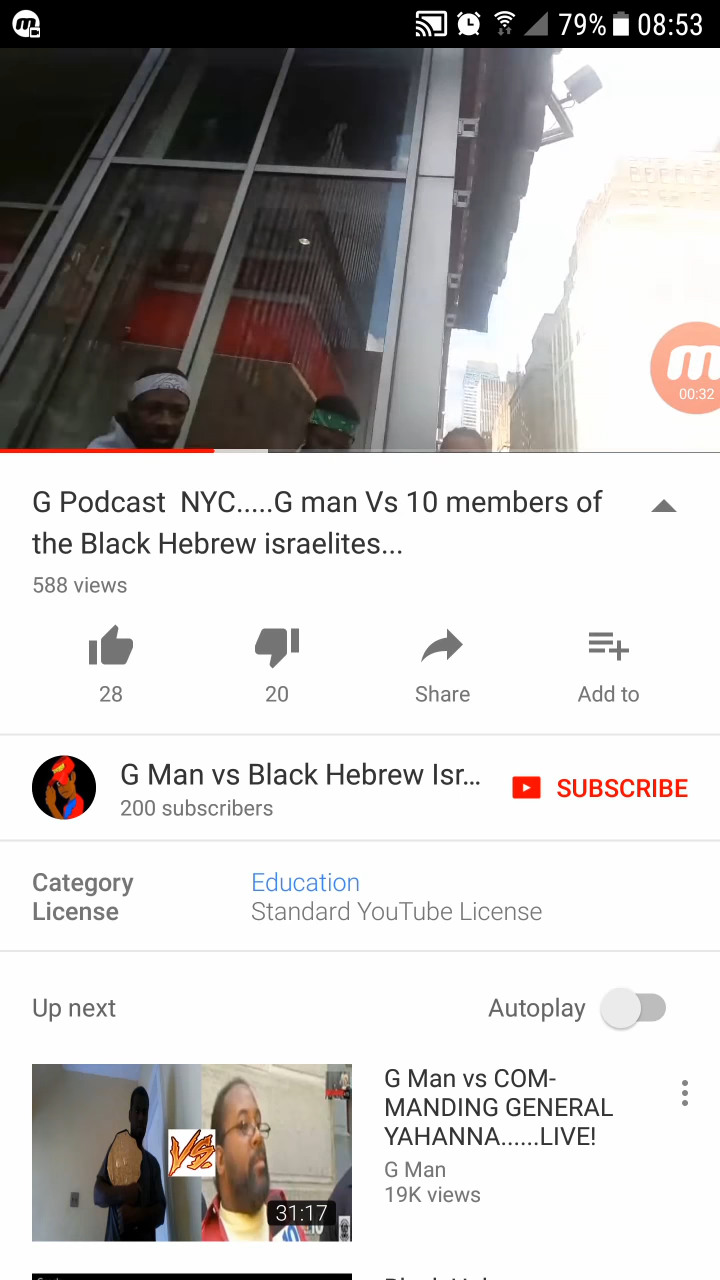 79% 08:53
m
00:32
G Podcast  NYC.....G man Vs 10 members of
the Black Hebrew israelites...
588 views
28
20
Share
Add to
G Man vs Black Hebrew Isr...
200 subscribers
SUBSCRIBE
Category
Education
License
Standard YouTube License
Up next
Autoplay
VS
31:17
G Man vs COM-
MANDING GENERAL
YAHANNA......LIVE!
G Man
19K views